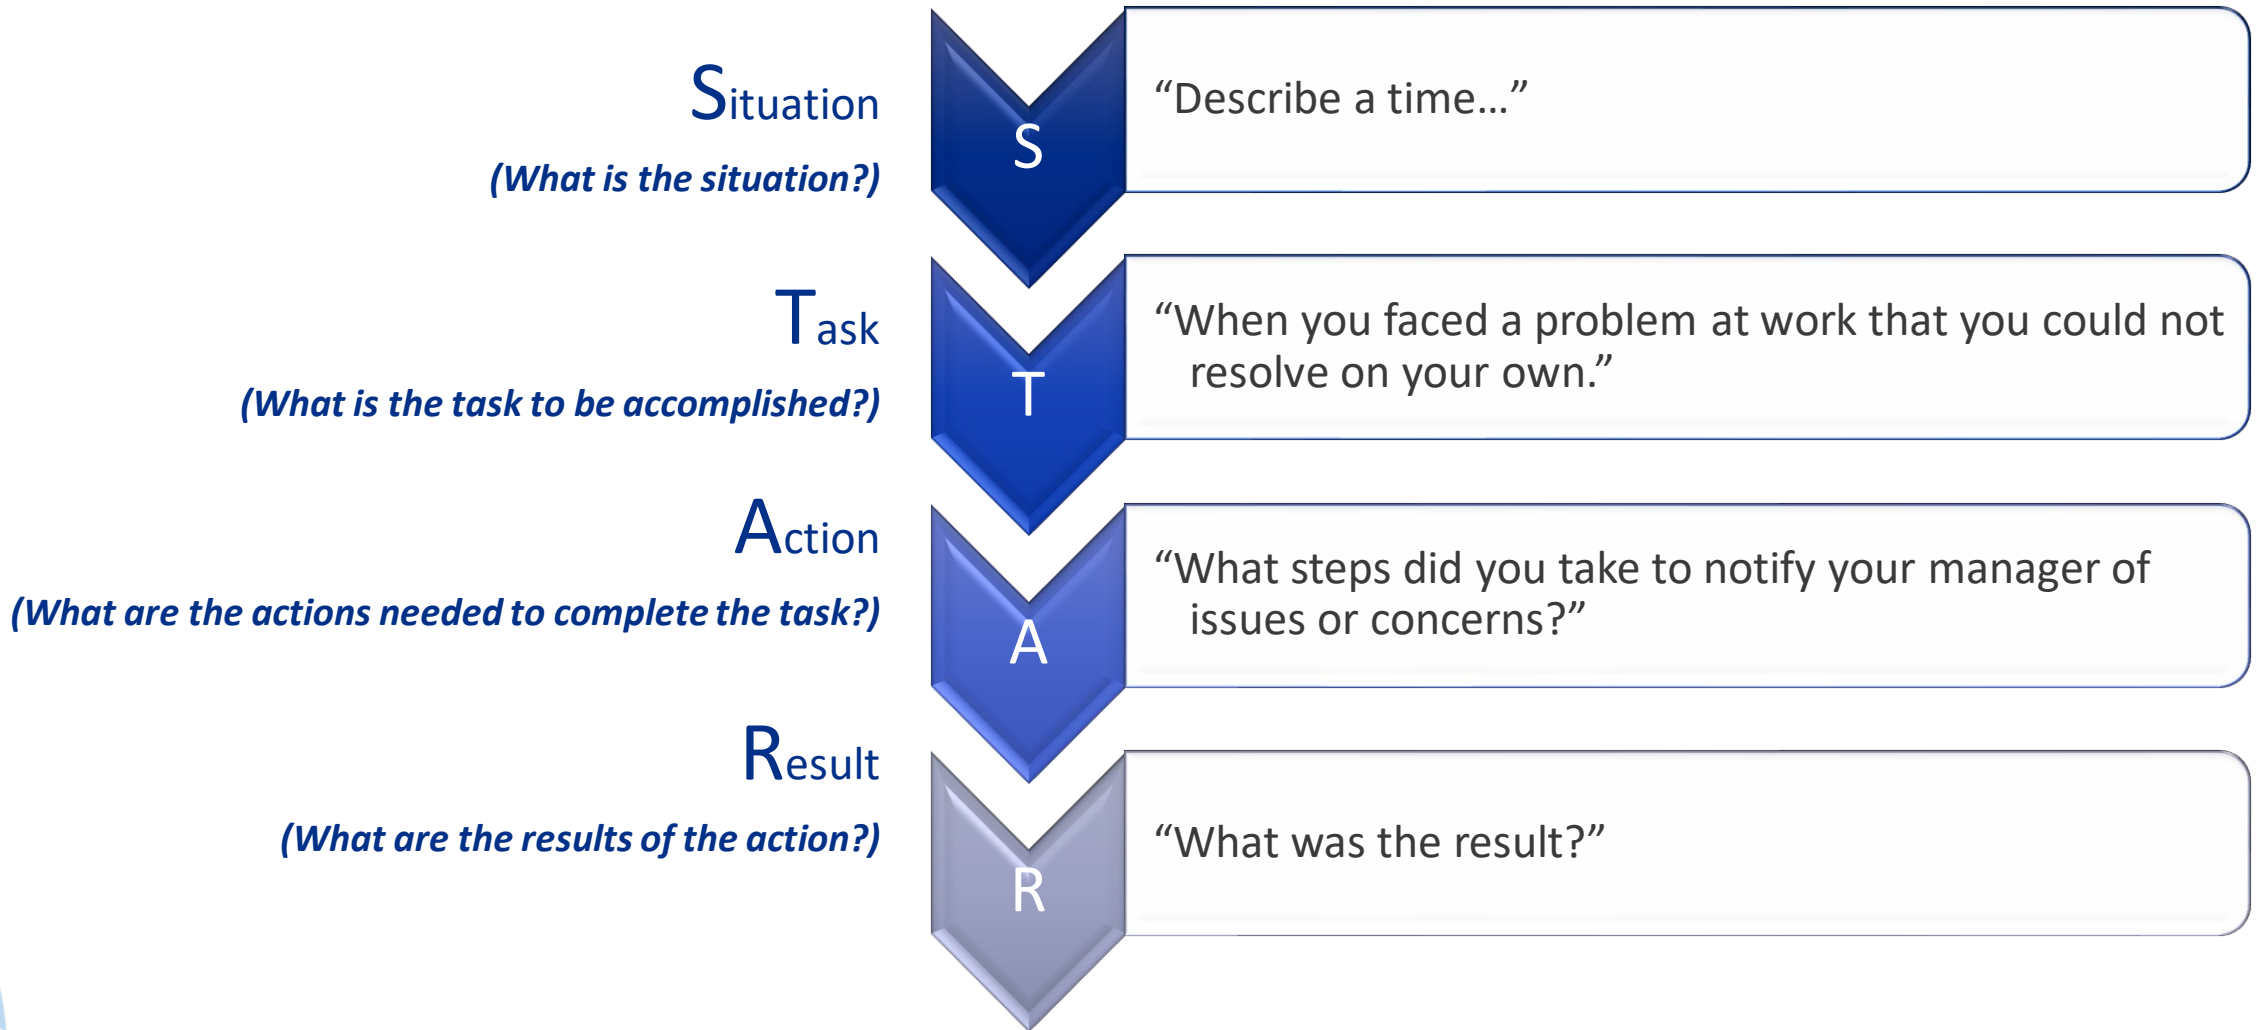 Situation
(What is the situation?)
S
“Describe a time…”
Task
(What is the task to be accomplished?)
T
“When you faced a problem at work that you could not
resolve on your own.”
Action
(What are the actions needed to complete the task?)
A
“What steps did you take to notify your manager of
issues or concerns?”
Result
(What are the results of the action?)
R
“What was the result?”